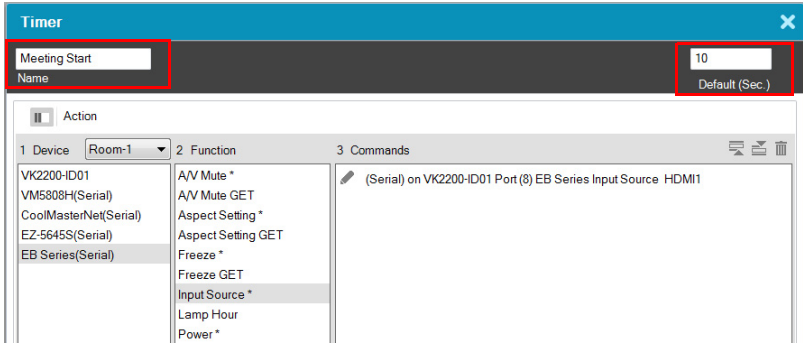 Timer
Meeting Start
Name
10
Default (Sec.)
Action
1 Device Room-1 2 Function 3 Commands
VK2200-ID01
VM5808H(Serial)
CoolMasterNet(Serial)
EZ-5645S(Serial)
EB Series(Serial)
A/V Mute *
A/V Mute GET
Aspect Setting *
Aspect Setting GET
Freeze *
Freeze GET
Input Source *
Lamp Hour
Power *
(Serial) on VK2200-ID01 Port (8) EB Series Input Source HDMI1